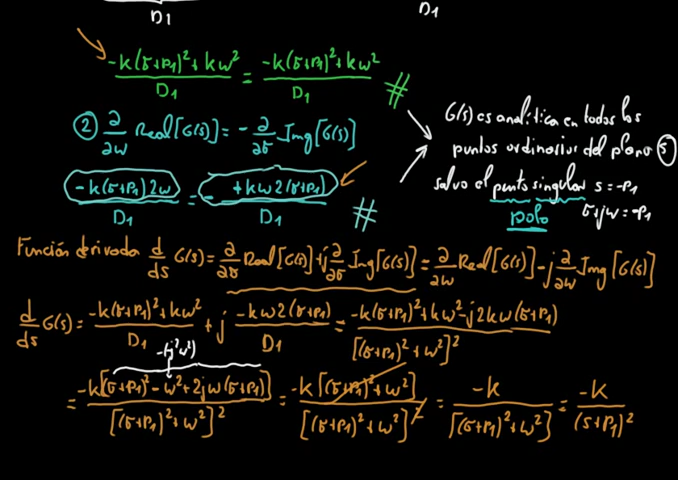 D1 D1
-k(σ+P1)²+kω² / D1 = -k(σ+P1)²+kω² / D1 #
② ∂/∂ω Real[G(s)] = -∂/∂σ Img[G(s)]
-k(σ+P1)2ω / D1 = - +kω2(σ+P1) / D1 #
G(s) es analítica en todos los
puntos ordinarios del plano s
salvo el punto singular s=-P1
polo σ+jω=-P1
Función derivada d/ds G(s) = ∂/∂σ Real[G(s)]+j∂/∂σ Img[G(s)] = ∂/∂ω Real[G(s)]-j∂/∂ω Img[G(s)]
d/ds G(s) = -k(σ+P1)²+kω² / D1 + j -kω2(σ+P1) / D1 = -k(σ+P1)²+kω²-j2kω(σ+P1) / [(σ+P1)²+ω²]²
-(j²ω²)
= -k[(σ+P1)²-ω²+2jω(σ+P1)] / [(σ+P1)²+ω²]² = -k[(σ+P1)²+ω²] / [(σ+P1)²+ω²]² = -k / [(σ+P1)²+ω²] = -k / (s+P1)²